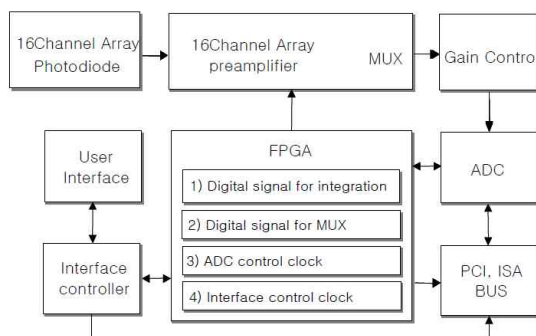 16Channel Array
Photodiode
16Channel Array
preamplifier
MUX
Gain Control
User
Interface
FPGA
1) Digital signal for integration
2) Digital signal for MUX
3) ADC control clock
4) Interface control clock
ADC
Interface
controller
PCI, ISA
BUS